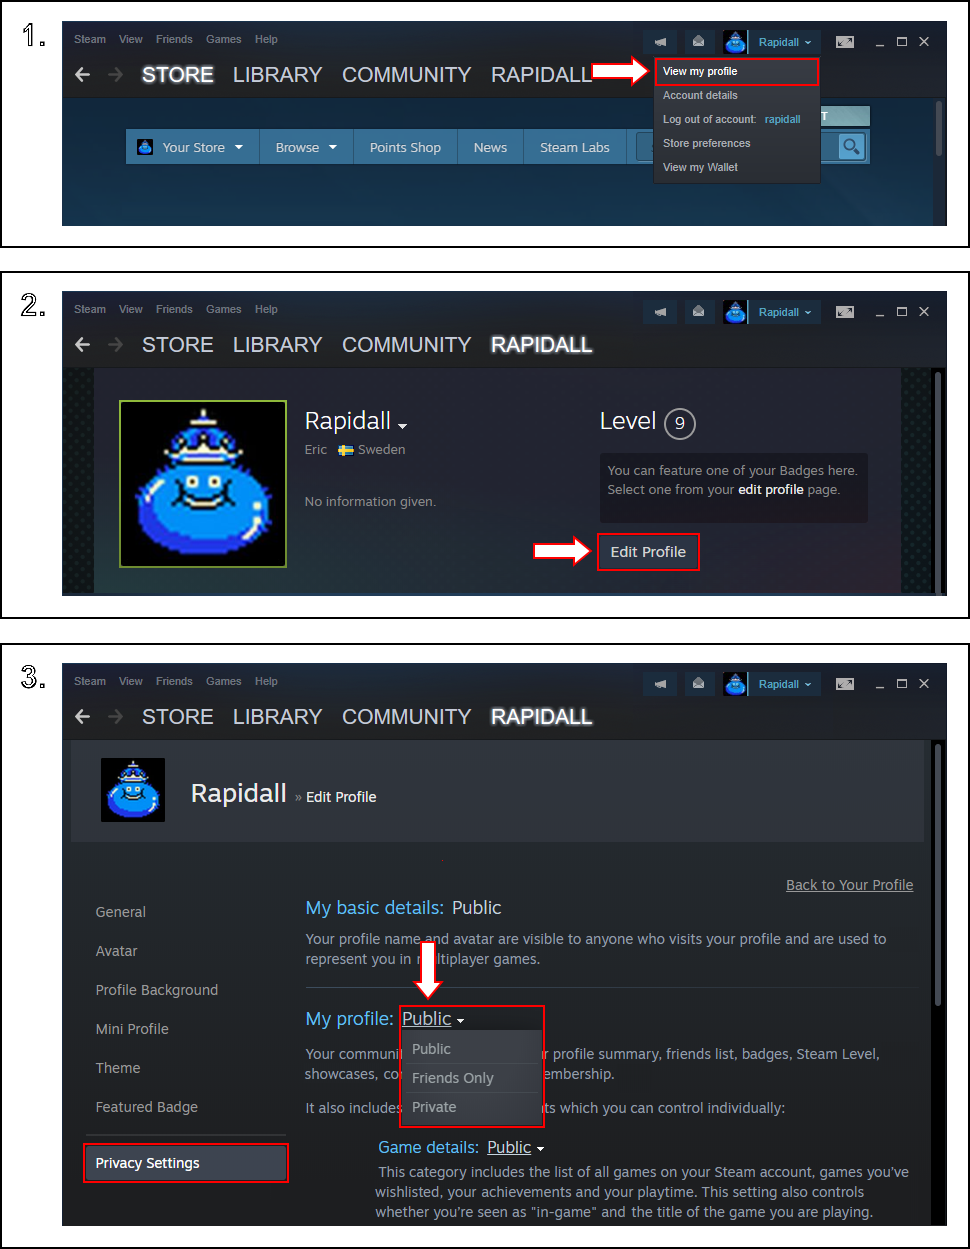 1.
Steam View Friends Games Help
Rapidall
STORE LIBRARY COMMUNITY RAPIDALL
View my profile
Account details
Log out of account: rapidall
Store preferences
View my Wallet
T
Your Store Browse Points Shop News Steam Labs
2.
Steam View Friends Games Help
Rapidall
STORE LIBRARY COMMUNITY RAPIDALL
Rapidall
Level 9
Eric Sweden
You can feature one of your Badges here.
Select one from your edit profile page.
No information given.
Edit Profile
3.
Steam View Friends Games Help
Rapidall
STORE LIBRARY COMMUNITY RAPIDALL
Rapidall » Edit Profile
Back to Your Profile
General
Avatar
Profile Background
Mini Profile
Theme
Featured Badge
Privacy Settings
My basic details: Public
Your profile name and avatar are visible to anyone who visits your profile and are used to
represent you in multiplayer games.
My profile: Public
Public
Friends Only
Private
Your communi r profile summary, friends list, badges, Steam Level,
showcases, co embership.
It also includes ts which you can control individually:
Game details: Public
This category includes the list of all games on your Steam account, games you've
wishlisted, your achievements and your playtime. This setting also controls
whether you're seen as "in-game" and the title of the game you are playing.